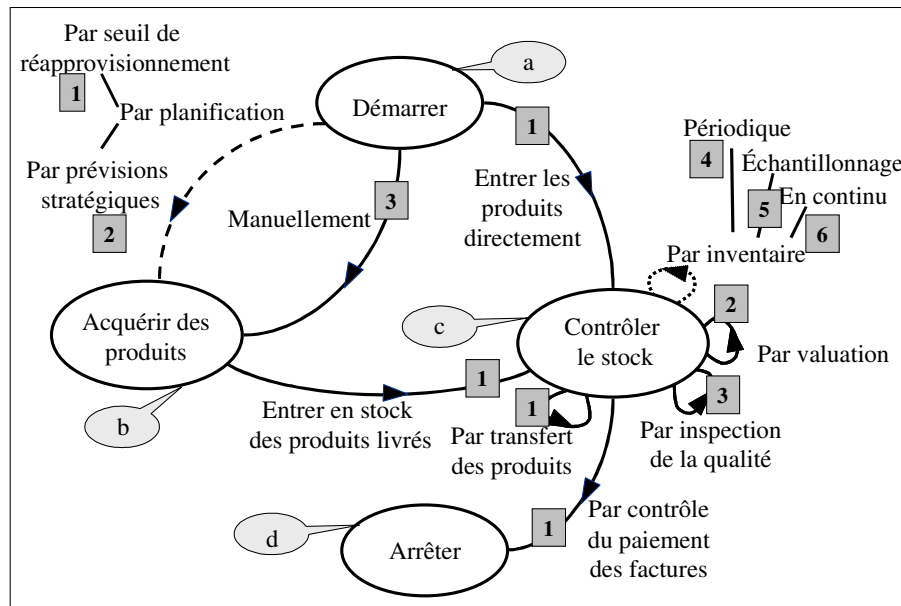 Par seuil de
réapprovisionnement
1
Par planification
Par prévisions
stratégiques
2
a
Démarrer
1
3
Manuellement
Entrer les
produits
directement
Périodique
4
Échantillonnage
En continu
5
6
Par inventaire
Acquérir des
produits
b
c
Contrôler
le stock
2
Par valuation
3
Par inspection
de la qualité
1
Entrer en stock
des produits livrés
1
Par transfert
des produits
d
Arrêter
1
Par contrôle
du paiement
des factures